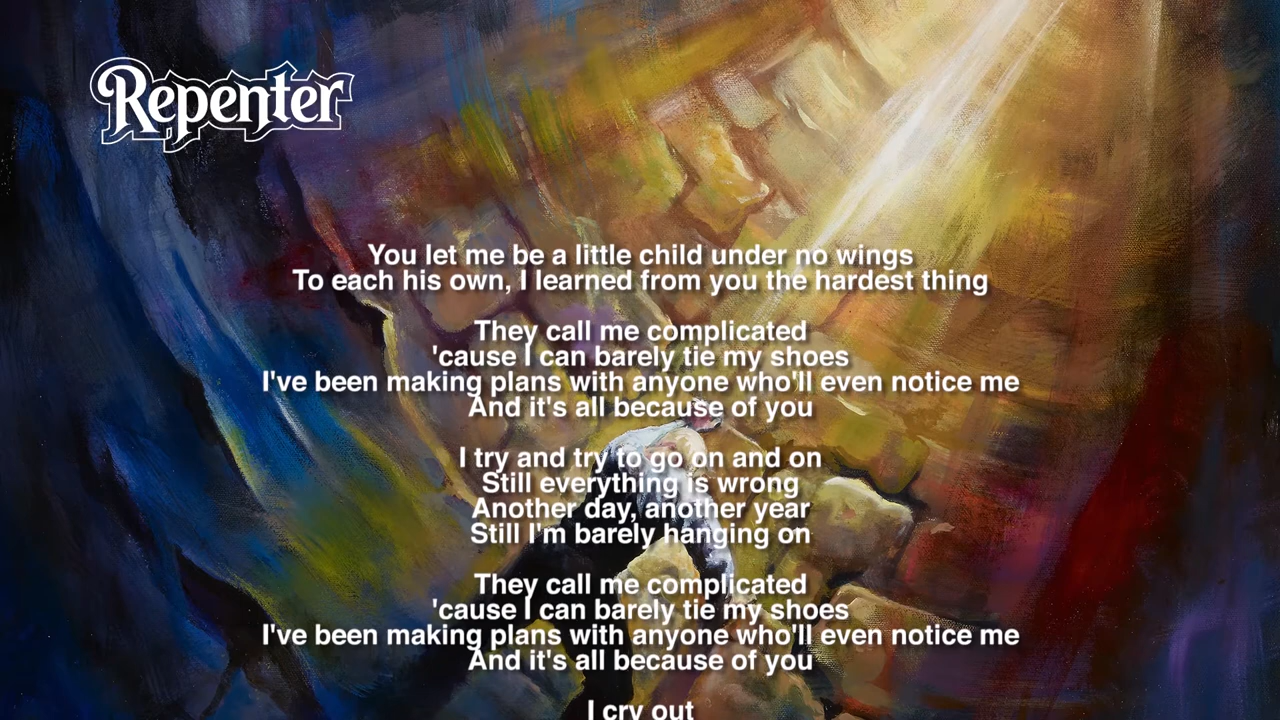 Repenter
You let me be a little child under no wings
To each his own, I learned from you the hardest thing
They call me complicated
'cause I can barely tie my shoes
I've been making plans with anyone who'll even notice me
And it's all because of you
I try and try to go on and on
Still everything is wrong
Another day, another year
Still I'm barely hanging on
They call me complicated
'cause I can barely tie my shoes
I've been making plans with anyone who'll even notice me
And it's all because of you
I cry out